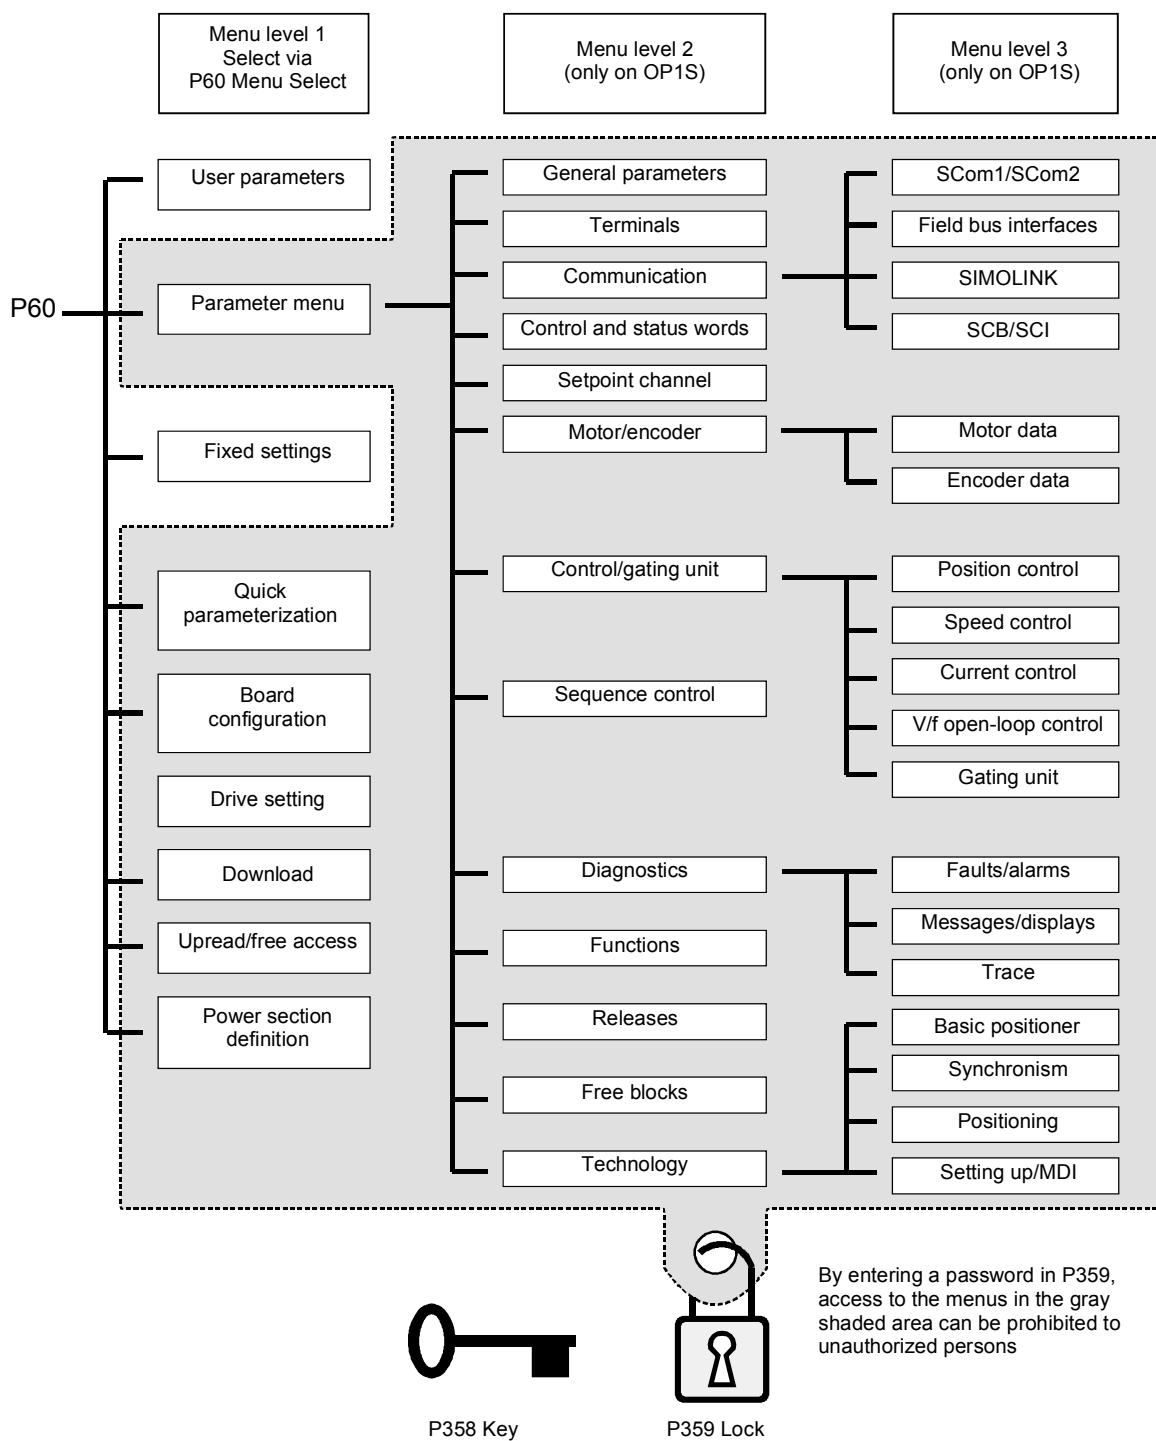 Menu level 1
Select via
P60 Menu Select
Menu level 2
(only on OP1S)
Menu level 3
(only on OP1S)
P60
User parameters
Parameter menu
Fixed settings
Quick
parameterization
Board
configuration
Drive setting
Download
Upread/free access
Power section
definition
General parameters
Terminals
Communication
Control and status words
Setpoint channel
Motor/encoder
Control/gating unit
Sequence control
Diagnostics
Functions
Releases
Free blocks
Technology
SCom1/SCom2
Field bus interfaces
SIMOLINK
SCB/SCI
Motor data
Encoder data
Position control
Speed control
Current control
V/f open-loop control
Gating unit
Faults/alarms
Messages/displays
Trace
Basic positioner
Synchronism
Positioning
Setting up/MDI
By entering a password in P359,
access to the menus in the gray
shaded area can be prohibited to
unauthorized persons
P358 Key
P359 Lock